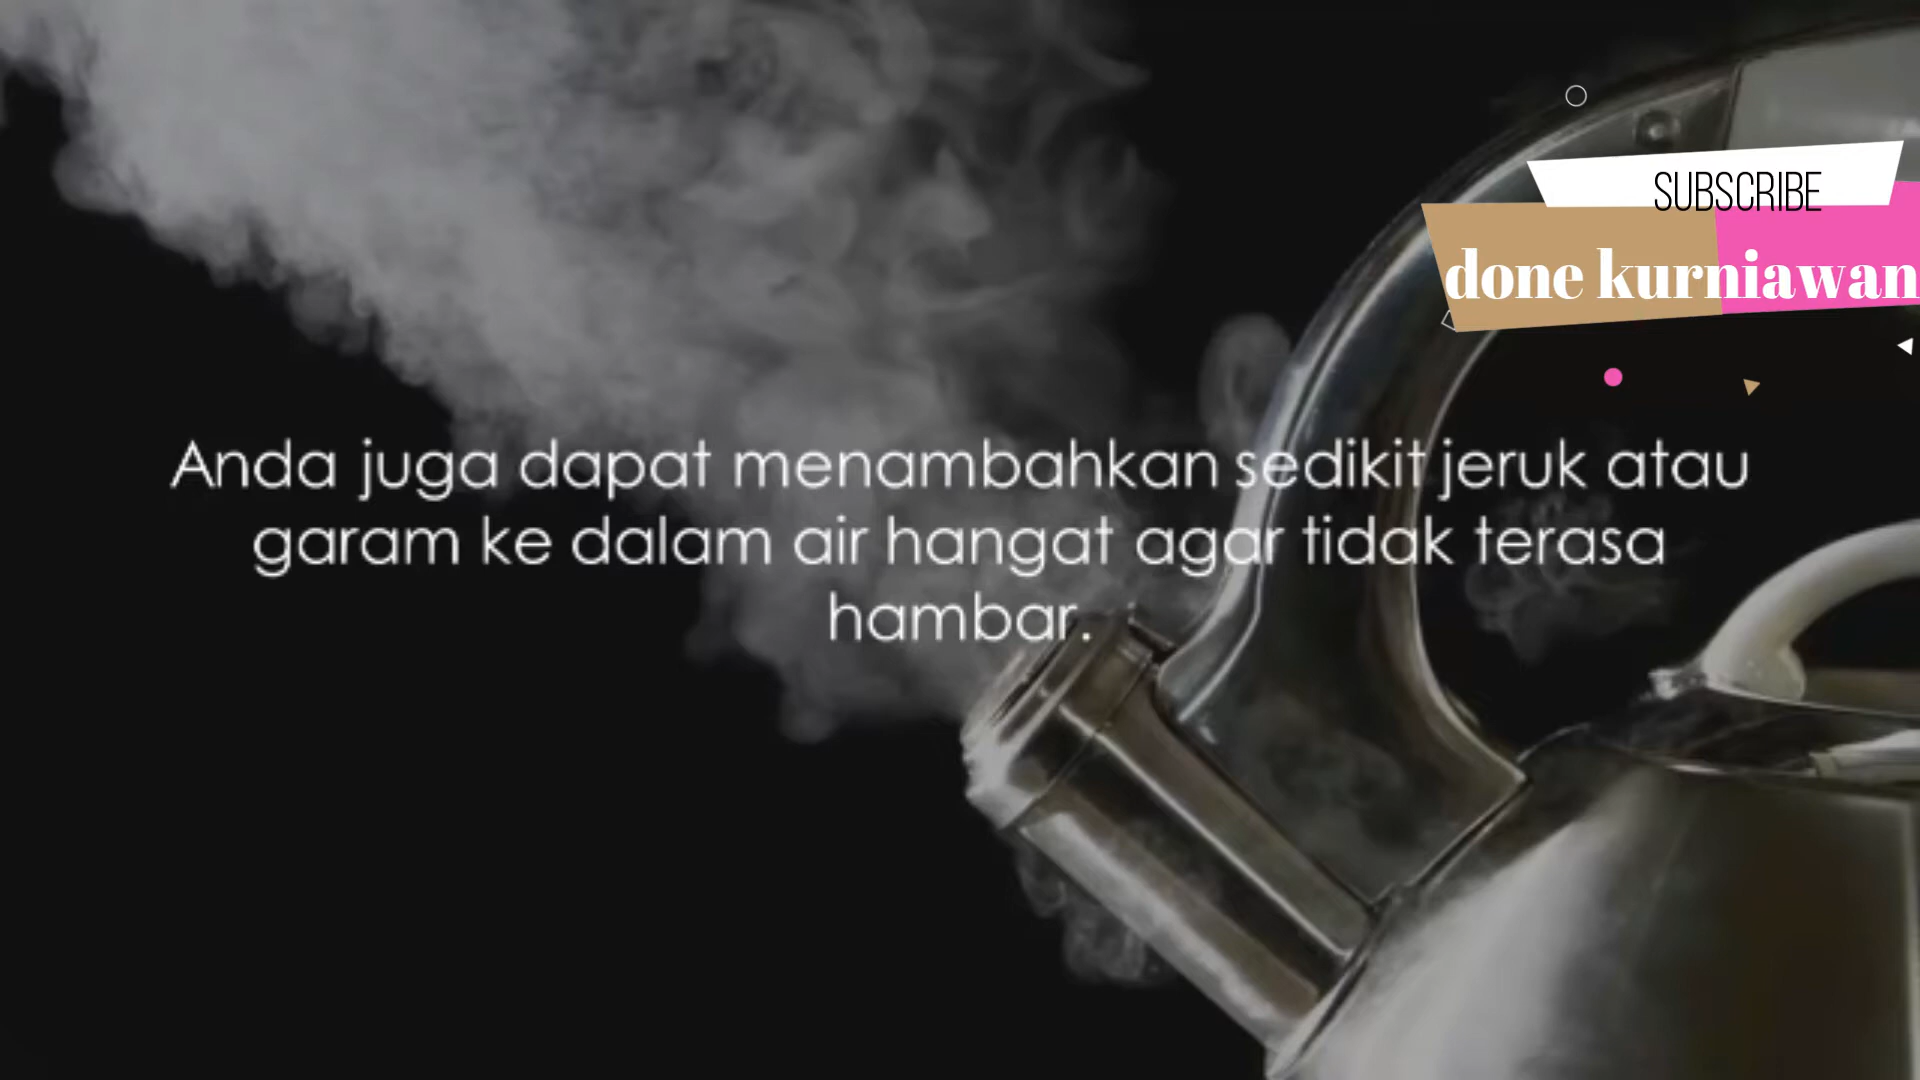 SUBSCRIBE
done kurniawan
Anda juga dapat menambahkan sedikit jeruk atau
garam ke dalam air hangat agar tidak terasa
hambar.